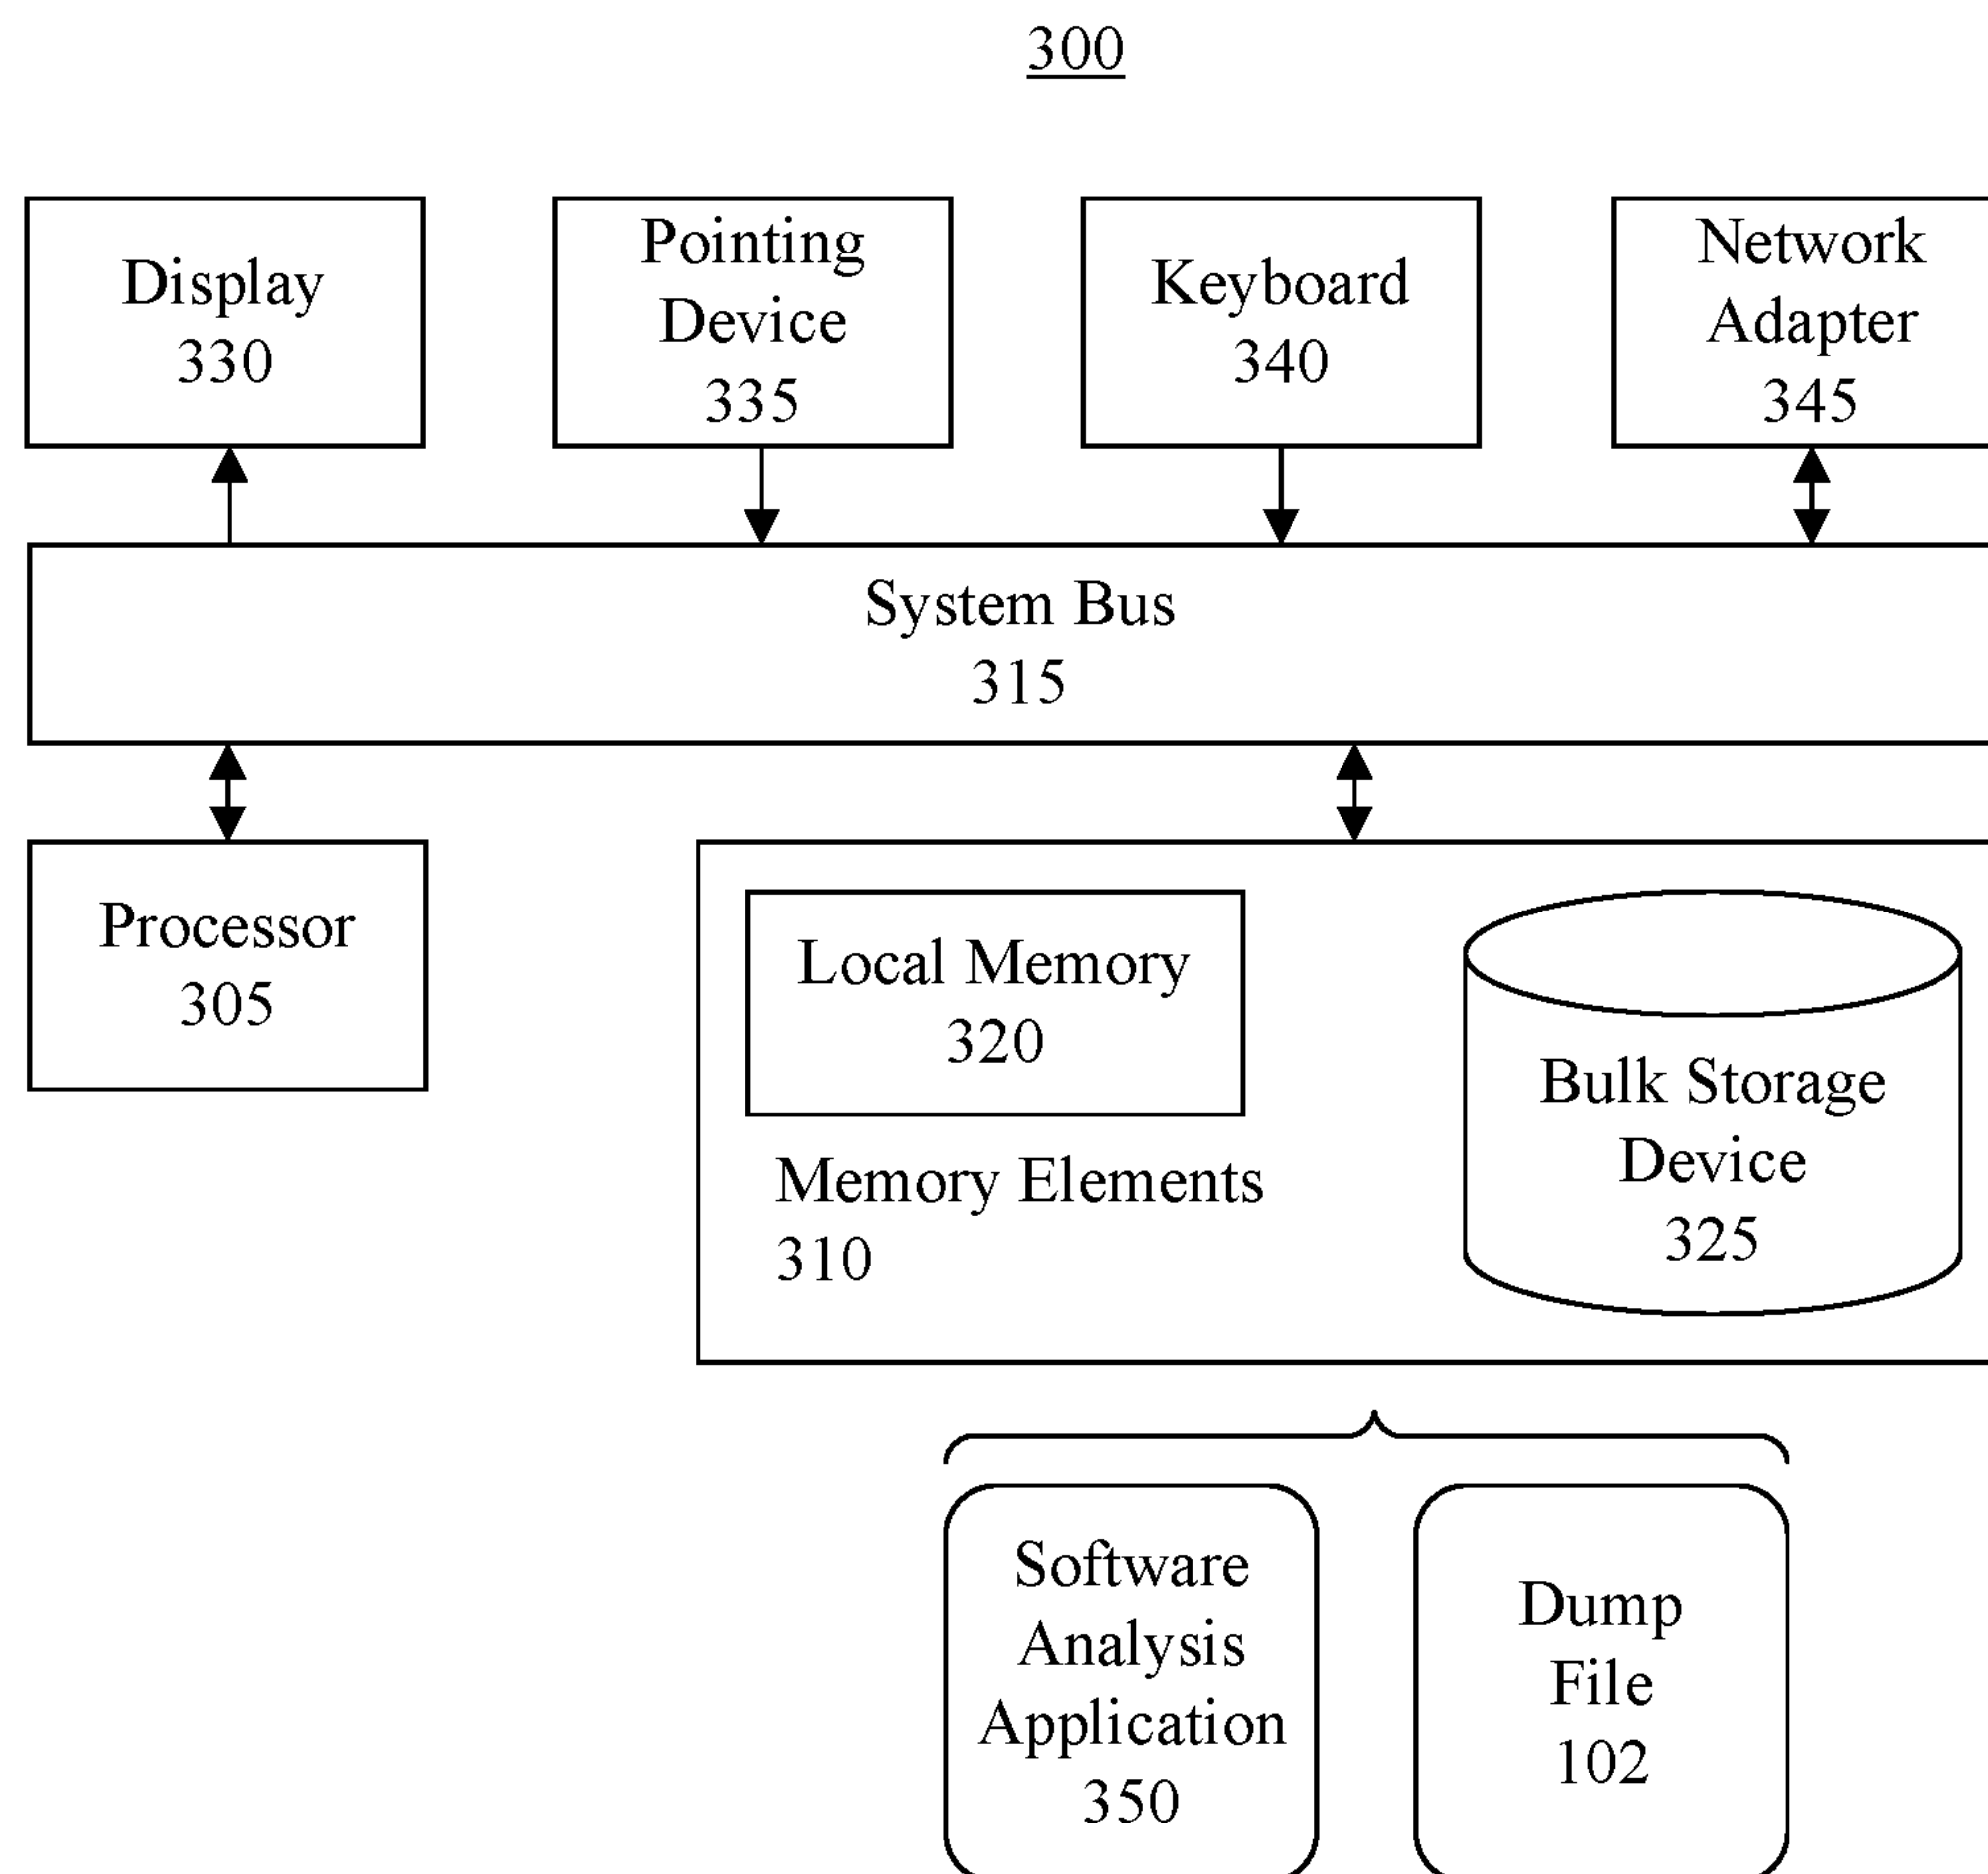 300
Display
330
Pointing
Device
335
Keyboard
340
Network
Adapter
345
System Bus
315
Processor
305
Local Memory
320
Memory Elements
310
Bulk Storage
Device
325
Software
Analysis
Application
350
Dump
File
102